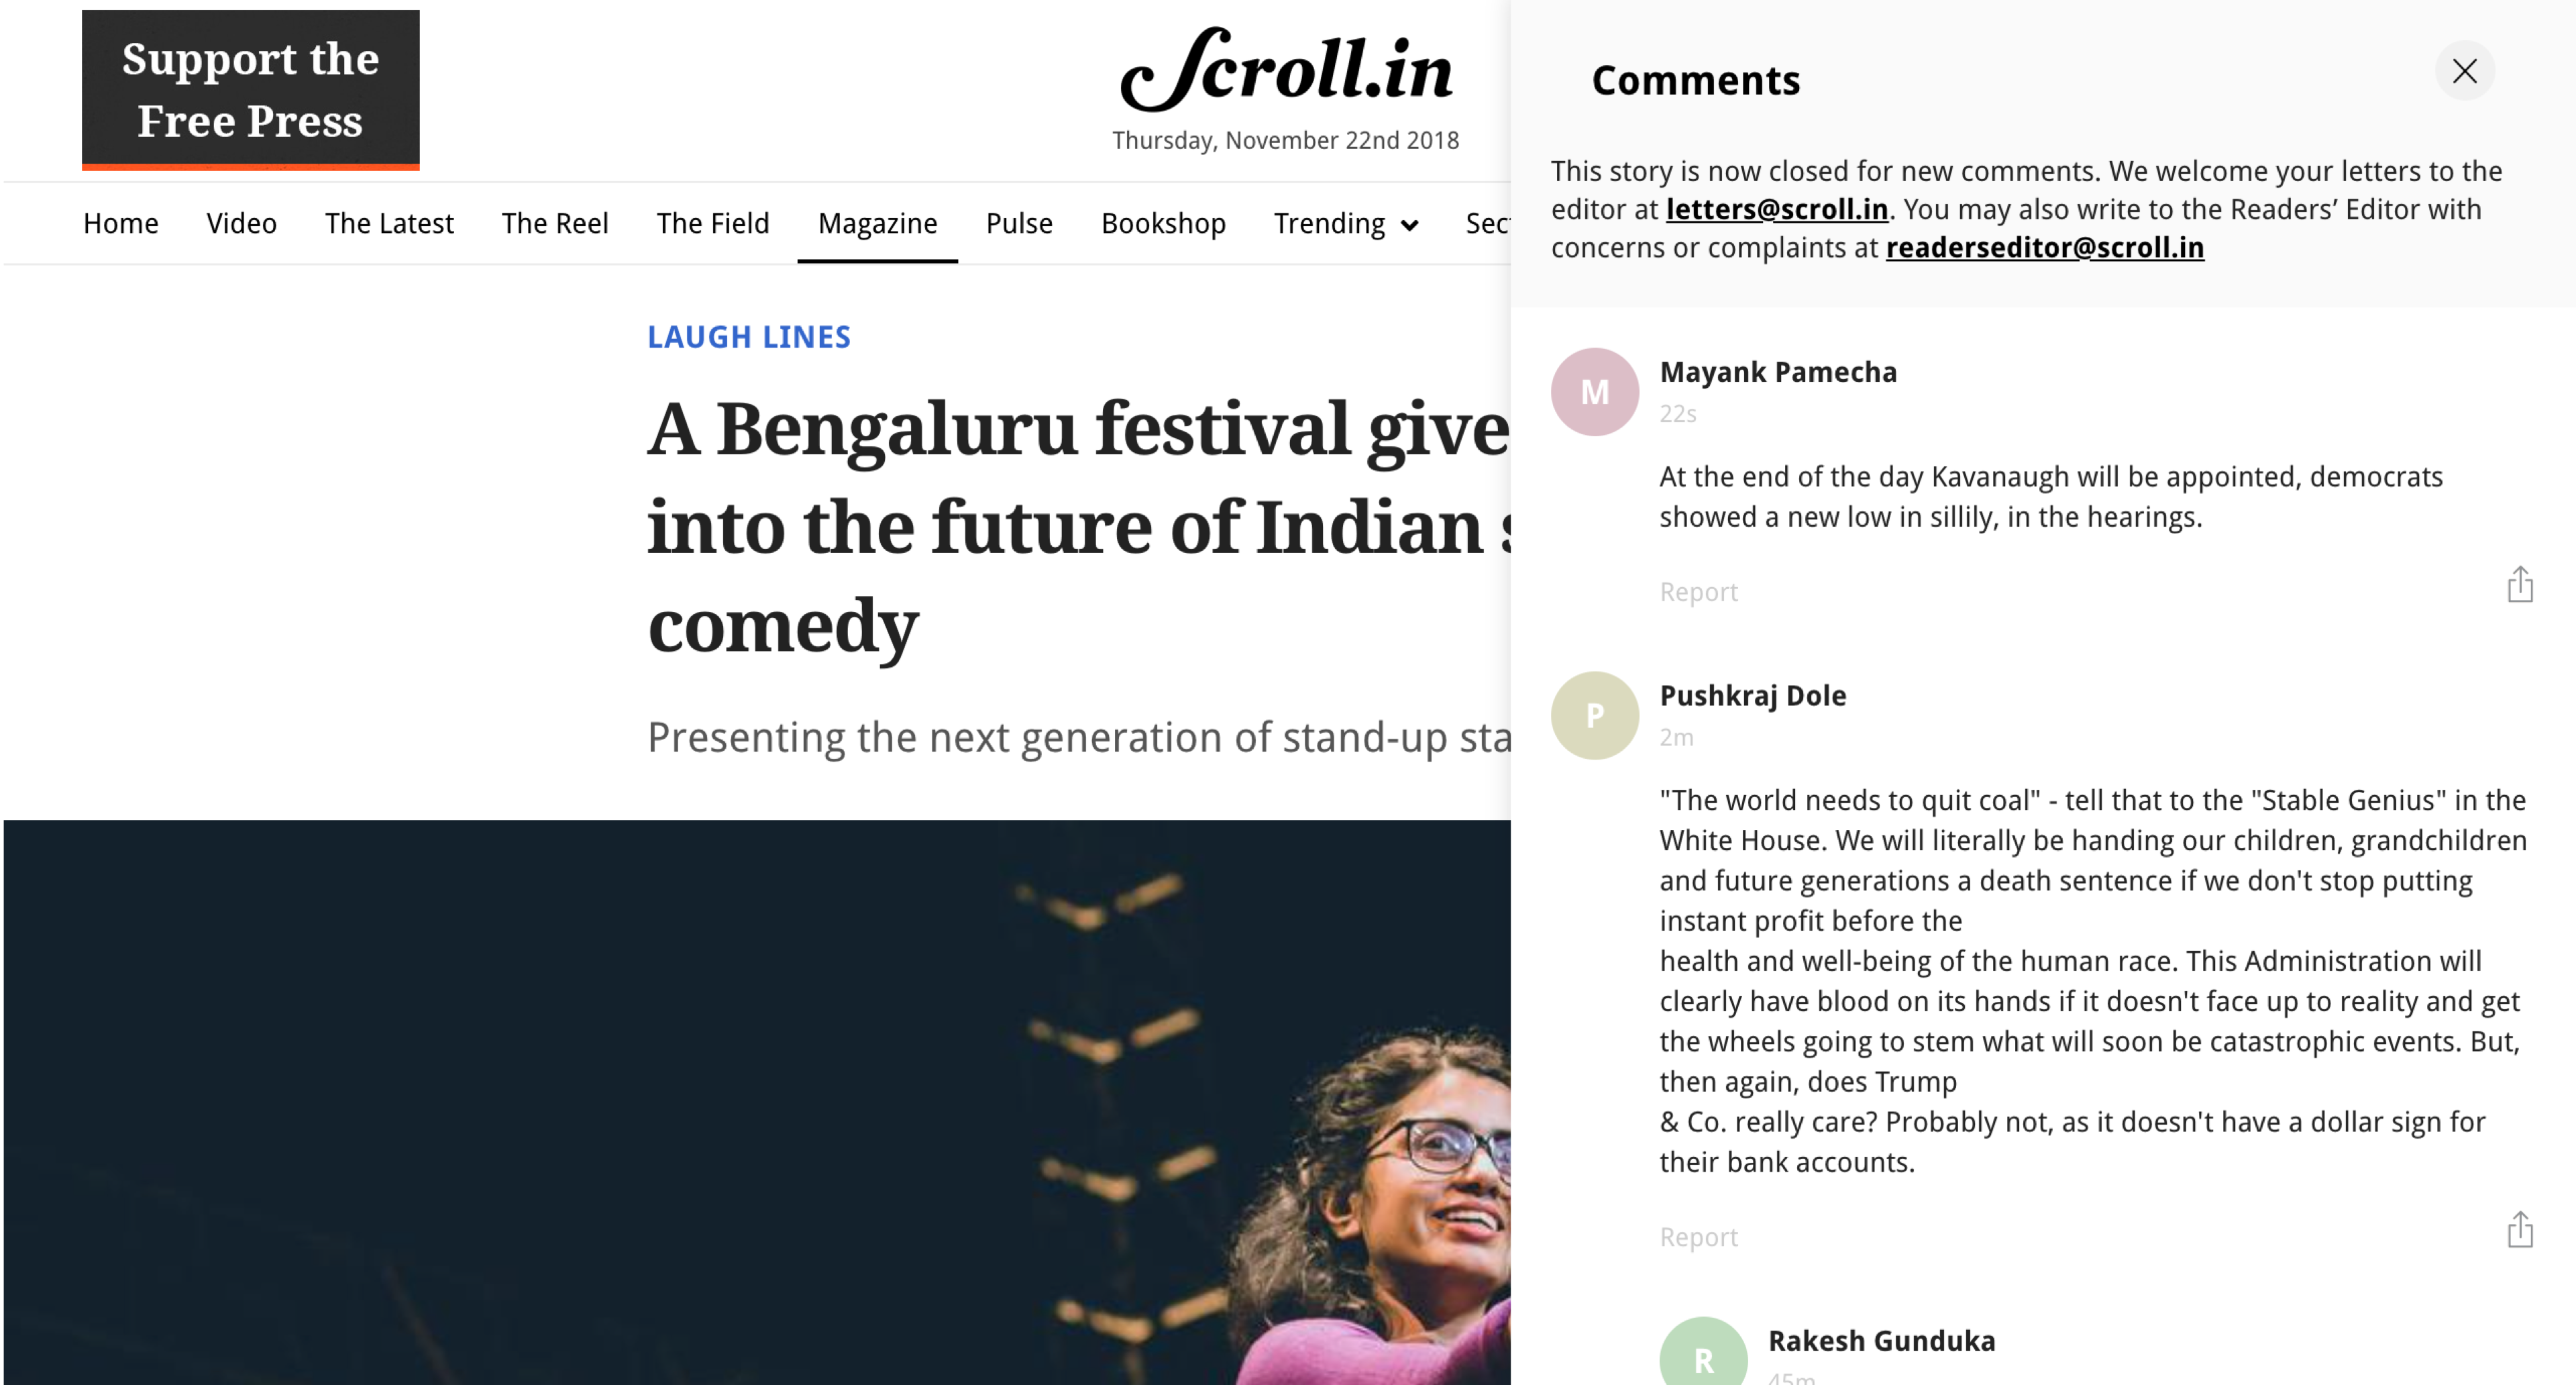 Support the
Free Press
Scroll.in
Thursday, November 22nd 2018
Home Video The Latest The Reel The Field Magazine Pulse Bookshop Trending Sec
LAUGH LINES
A Bengaluru festival give
into the future of Indian
comedy
Presenting the next generation of stand-up sta
Comments
This story is now closed for new comments. We welcome your letters to the
editor at letters@scroll.in. You may also write to the Readers’ Editor with
concerns or complaints at readerseditor@scroll.in
M
Mayank Pamecha
22s
At the end of the day Kavanaugh will be appointed, democrats
showed a new low in sillily, in the hearings.
Report
P
Pushkraj Dole
2m
"The world needs to quit coal" - tell that to the "Stable Genius" in the
White House. We will literally be handing our children, grandchildren
and future generations a death sentence if we don't stop putting
instant profit before the
health and well-being of the human race. This Administration will
clearly have blood on its hands if it doesn't face up to reality and get
the wheels going to stem what will soon be catastrophic events. But,
then again, does Trump
& Co. really care? Probably not, as it doesn't have a dollar sign for
their bank accounts.
Report
R
Rakesh Gunduka
45m